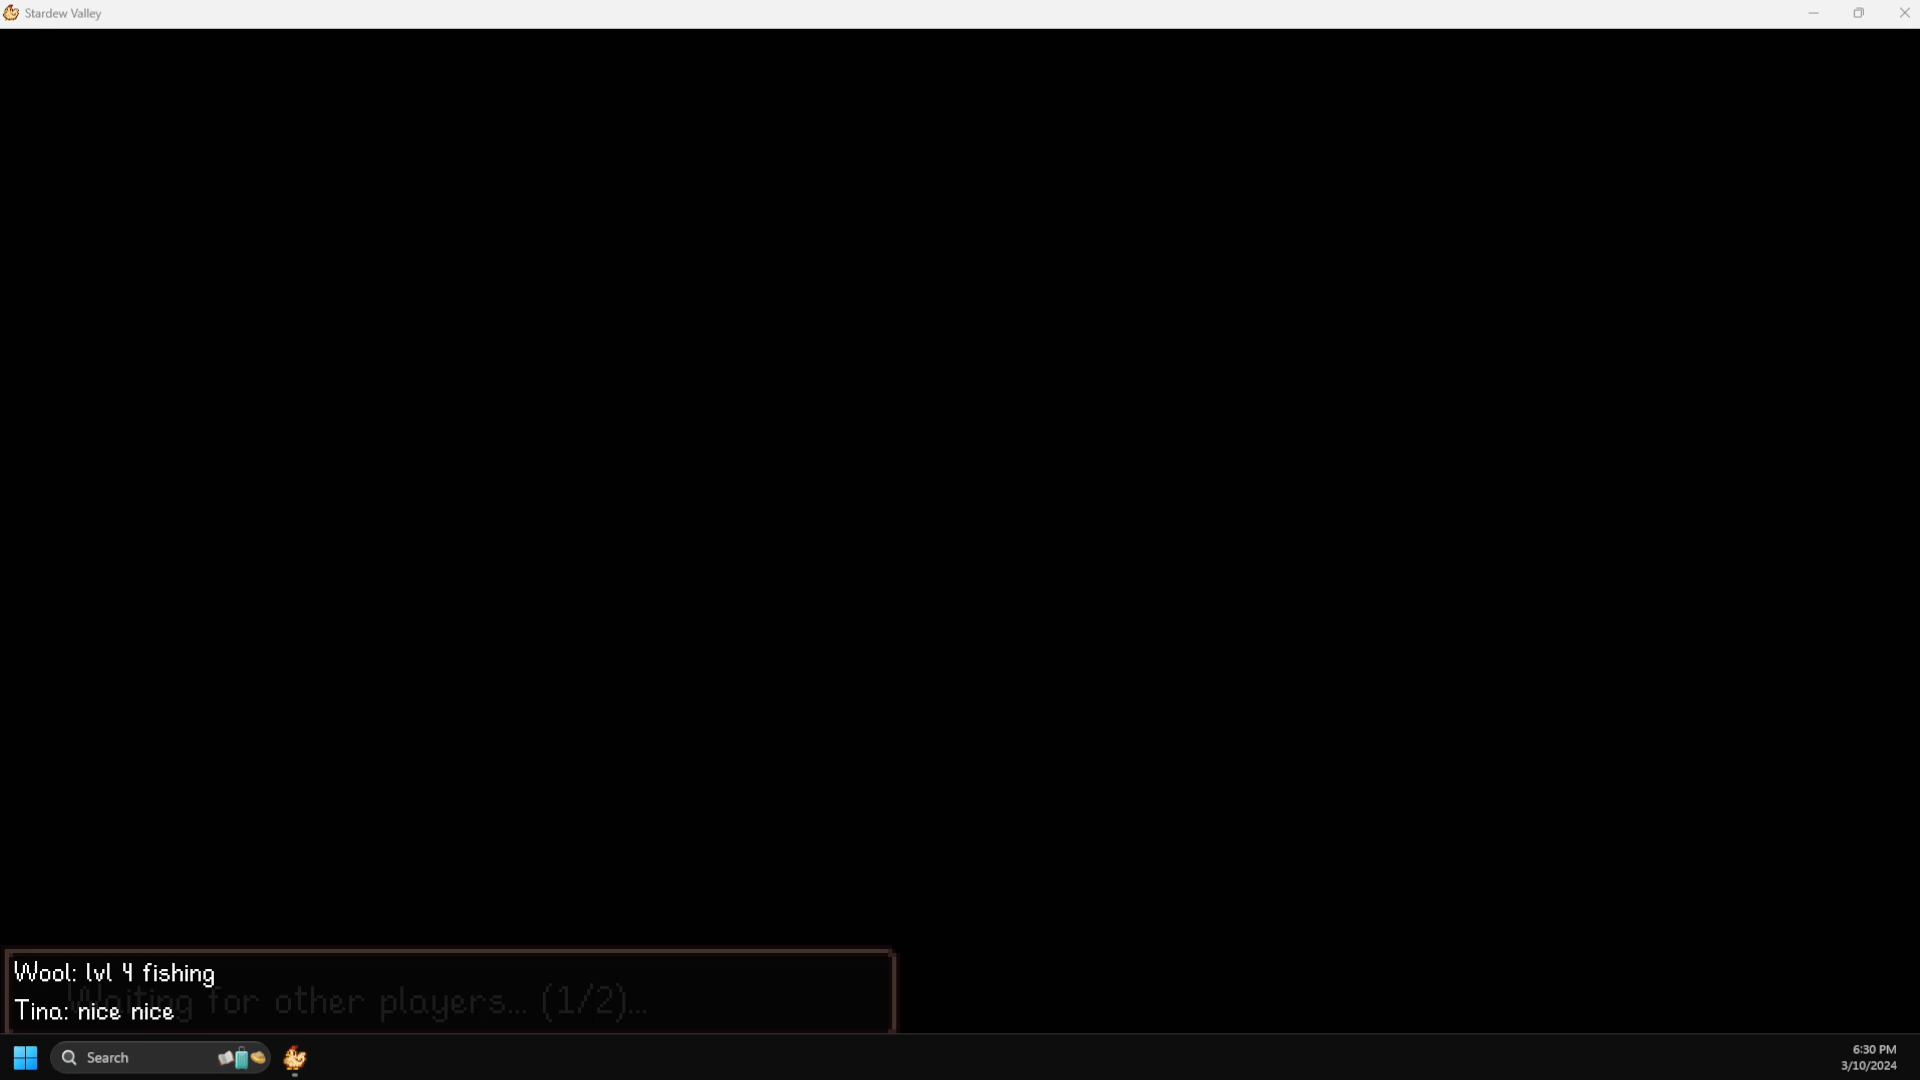 Stardew Valley
Wool: lvl 4 fishing
Waiting for other players... (1/2)...
Tina: nice nice
Search
6:30 PM
3/10/2024